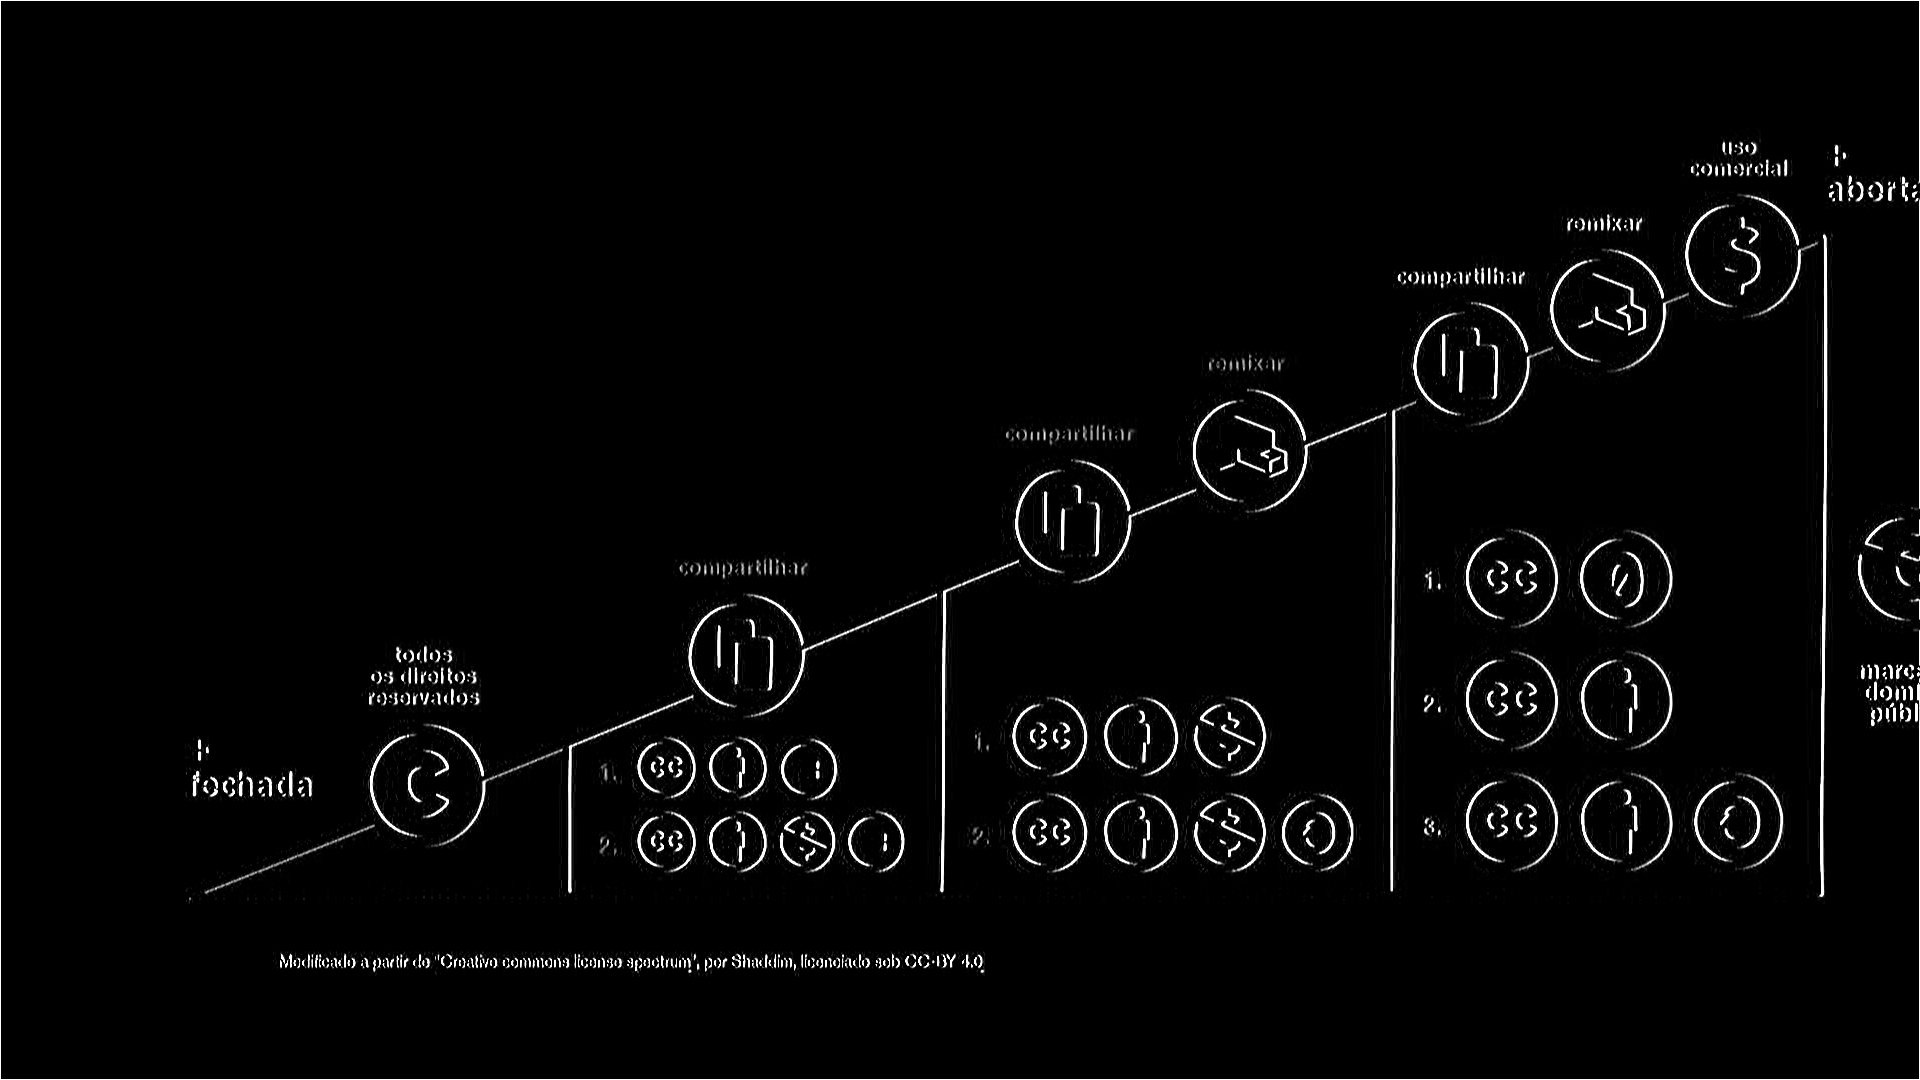 +
fechada
todos
os direitos
reservados
compartilhar
1.
2.
compartilhar
remixar
1.
2.
compartilhar
remixar
uso
comercial
1.
2.
3.
+
aberta
marca
domí
públ
Modificado a partir de "Creative commons license spectrum", por Shaddim, licenciado sob CC-BY 4.0